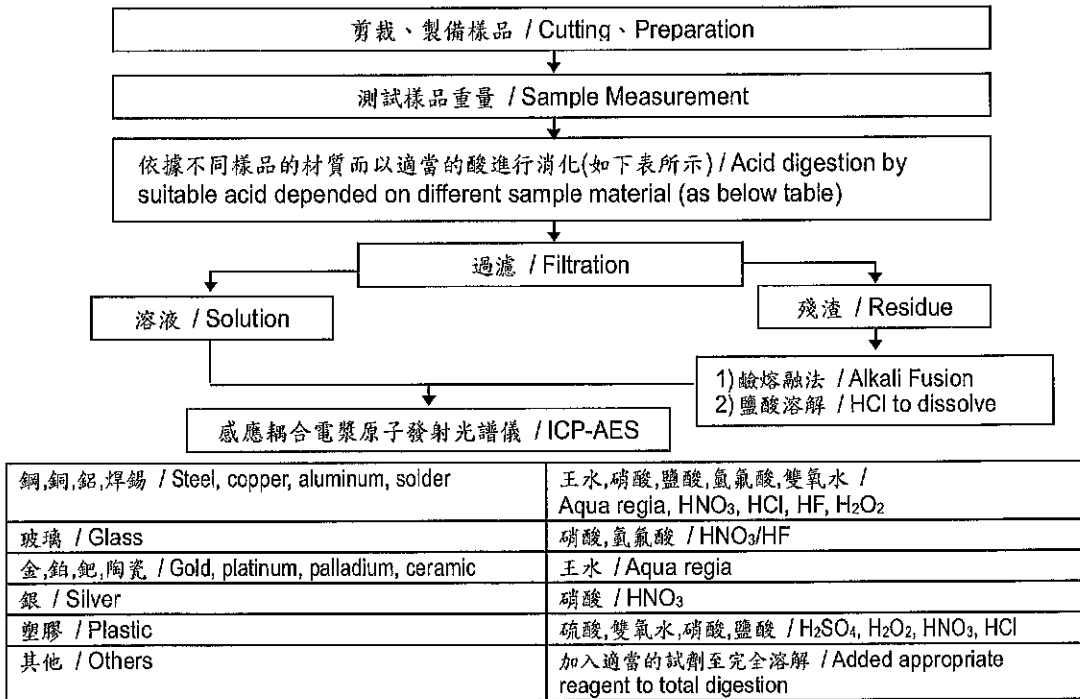 剪裁、製備樣品 / Cutting、Preparation
測試樣品重量 / Sample Measurement
依據不同樣品的材質而以適當的酸進行消化(如下表所示) / Acid digestion by
suitable acid depended on different sample material (as below table)
過濾 / Filtration
溶液 / Solution
殘渣 / Residue
1)鹼熔融法 / Alkali Fusion
2)鹽酸溶解 / HCl to dissolve
感應耦合電漿原子發射光譜儀 / ICP-AES
鋼,銅,鋁,焊錫 / Steel, copper, aluminum, solder
王水,硝酸,鹽酸,氫氟酸,雙氧水 /
Aqua regia, HNO₃, HCl, HF, H₂O₂
玻璃 / Glass
硝酸,氫氟酸 / HNO₃/HF
金,鉑,鈀,陶瓷 / Gold, platinum, palladium, ceramic
王水 / Aqua regia
銀 / Silver
硝酸 / HNO₃
塑膠 / Plastic
硫酸,雙氧水,硝酸,鹽酸 / H₂SO₄, H₂O₂, HNO₃, HCl
其他 / Others
加入適當的試劑至完全溶解 / Added appropriate
reagent to total digestion